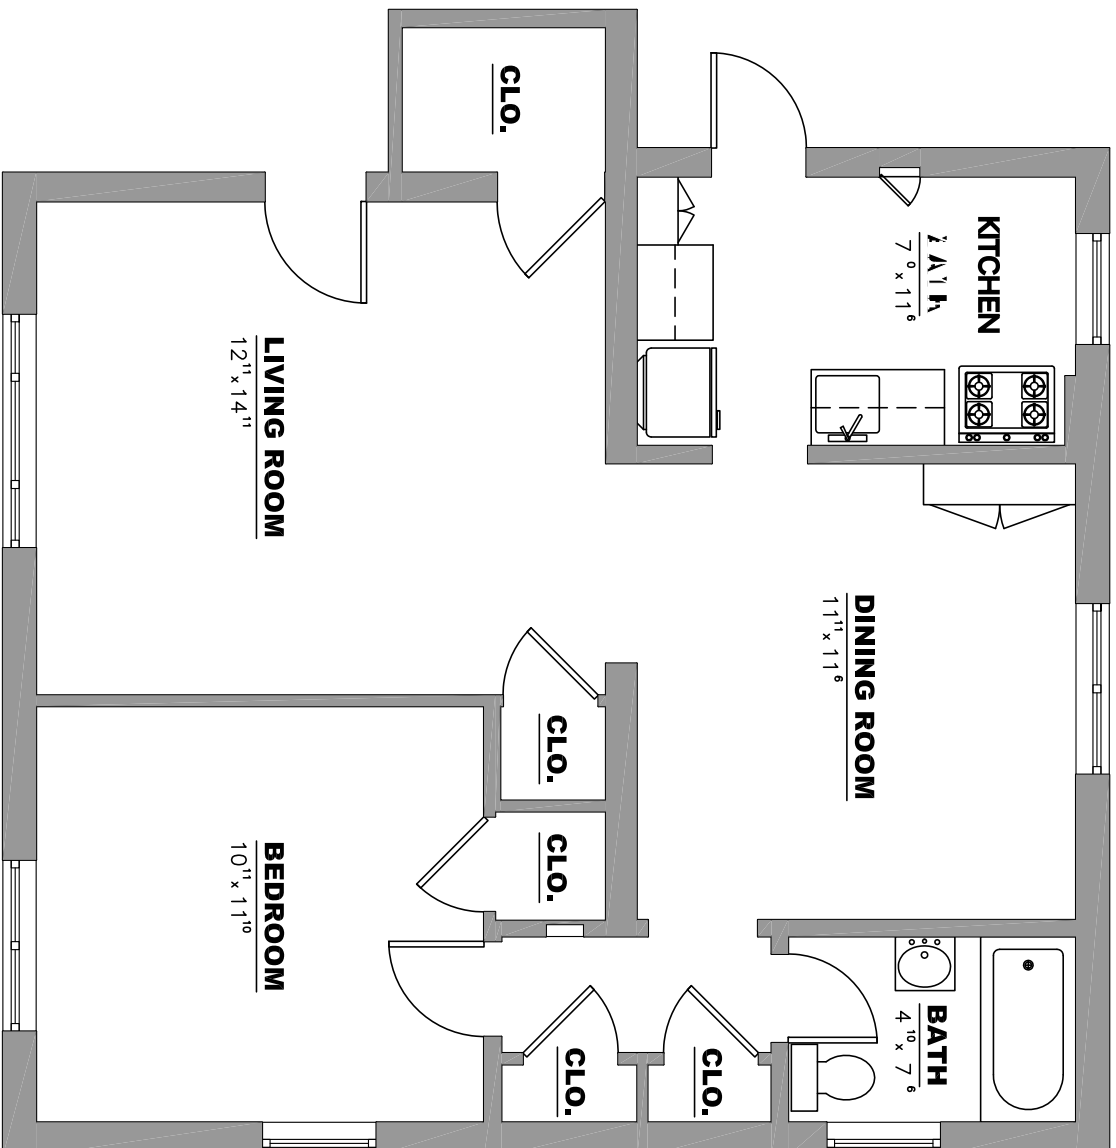 KITCHEN
7⁰ x 11⁶
BATH
4¹⁰ x 7⁶
DINING ROOM
11¹¹ x 11⁶
CLO.
CLO.
CLO.
CLO.
CLO.
LIVING ROOM
12¹¹ x 14¹¹
BEDROOM
10¹¹ x 11¹⁰